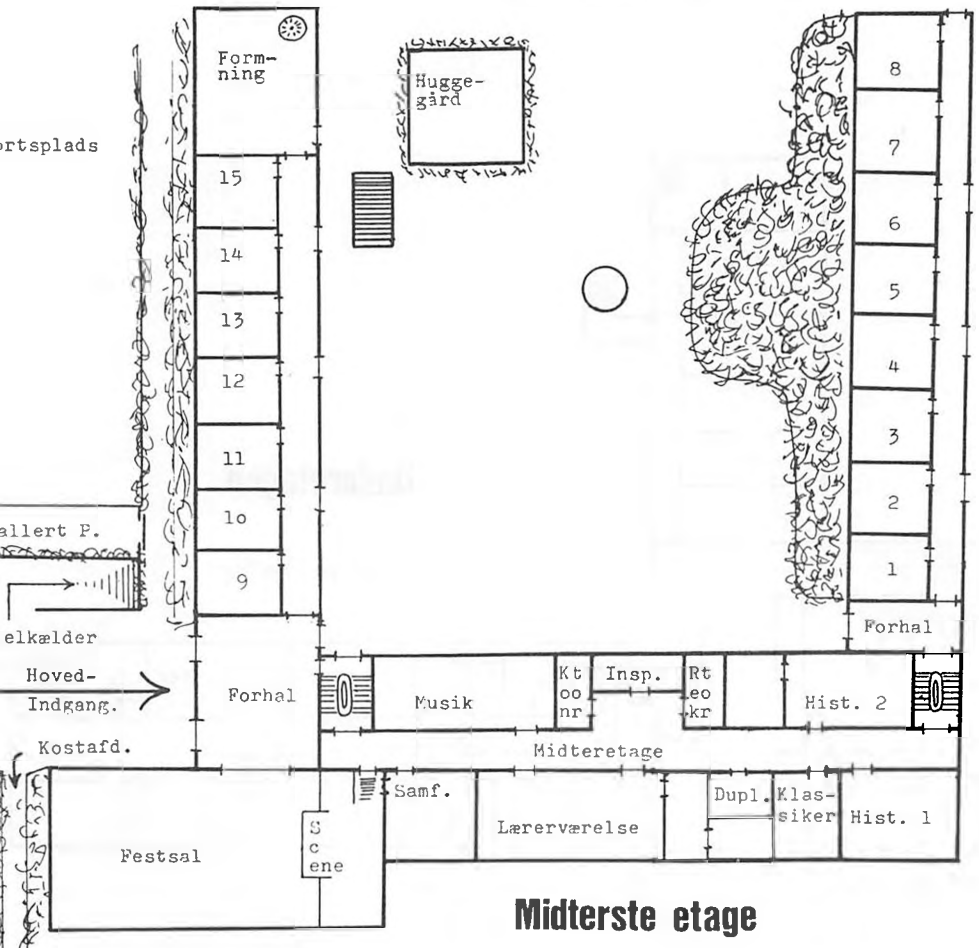 Form-
ning
Hugge-
gård
8
7
6
5
4
3
2
1
15
14
13
12
11
1o
9
allert P.
elkælder
Hoved-
Indgang.
Kostafd.
Forhal
Forhal
Musik
Kt
oo
nr
Insp.
Rt
eo
kr
Hist. 2
Midteretage
Samf.
Lærerværelse
Dupl.
Klas-
siker
Hist. 1
Festsal
S
c
ene
Midterste etage